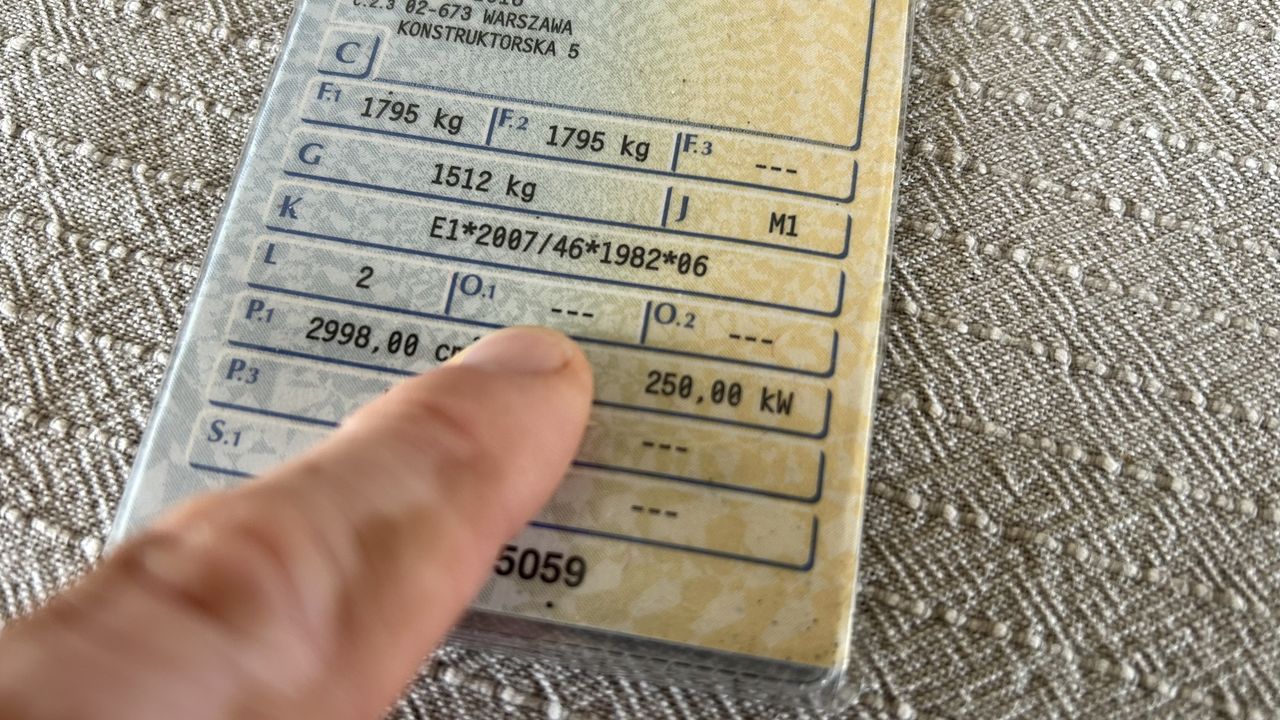 C.2.3 02-673 WARSZAWA
KONSTRUKTORSKA 5
C
F.1 1795 kg F.2 1795 kg F.3 ---
G 1512 kg J M1
K E1*2007/46*1982*06
L 2 O.1 --- O.2 ---
P.1 2998,00 250,00 kW
P.3 ---
S.1 ---
5059